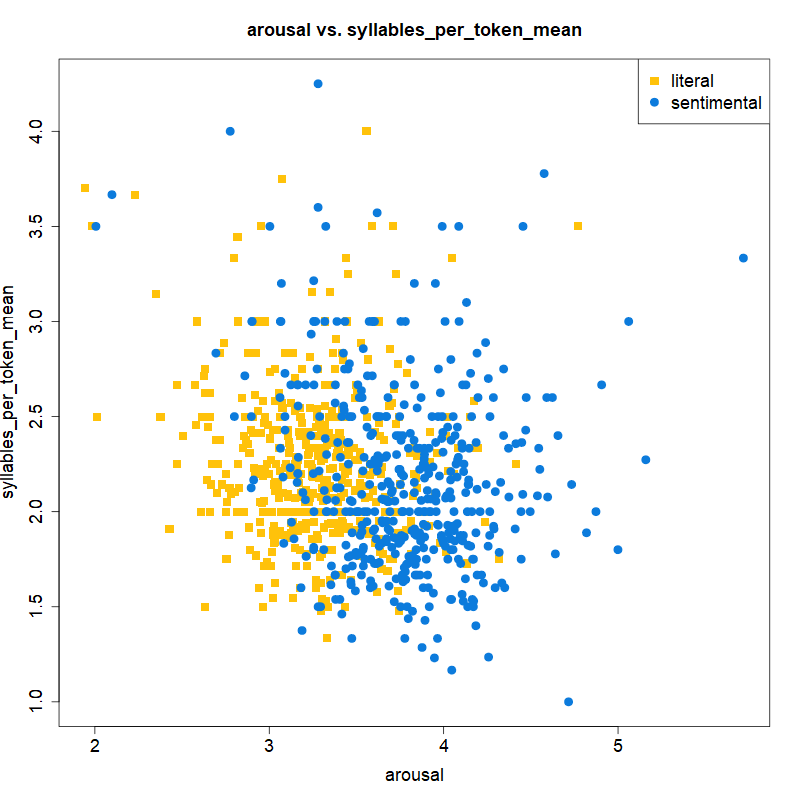 arousal vs. syllables_per_token_mean
literal
sentimental
syllables_per_token_mean
4.0
3.5
3.0
2.5
2.0
1.5
1.0
2 3 4 5
arousal